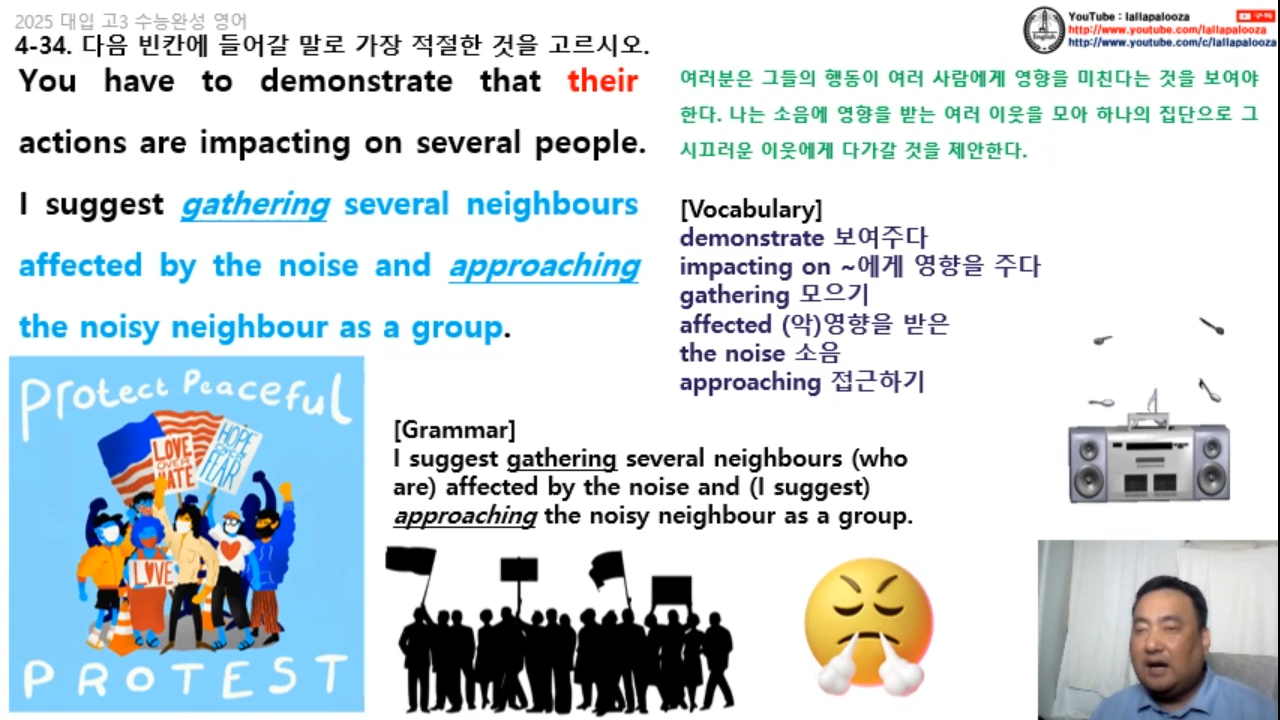 2025 대입 고3 수능완성 영어
4-34. 다음 빈칸에 들어갈 말로 가장 적절한 것을 고르시오.
You have to demonstrate that their
actions are impacting on several people.
I suggest gathering several neighbours
affected by the noise and approaching
the noisy neighbour as a group.
YouTube : lallapalooza
구독
http://www.youtube.com/lallapalooza
http://www.youtube.com/c/lallapalooza
English
여러분은 그들의 행동이 여러 사람에게 영향을 미친다는 것을 보여야
한다. 나는 소음에 영향을 받는 여러 이웃을 모아 하나의 집단으로 그
시끄러운 이웃에게 다가갈 것을 제안한다.
[Vocabulary]
demonstrate 보여주다
impacting on ~에게 영향을 주다
gathering 모으기
affected (악)영향을 받은
the noise 소음
approaching 접근하기
[Grammar]
I suggest gathering several neighbours (who
are) affected by the noise and (I suggest)
approaching the noisy neighbour as a group.
Protect Peaceful
LOVE
OVER
HATE
HOPE
OVER
FEAR
LOVE
PROTEST